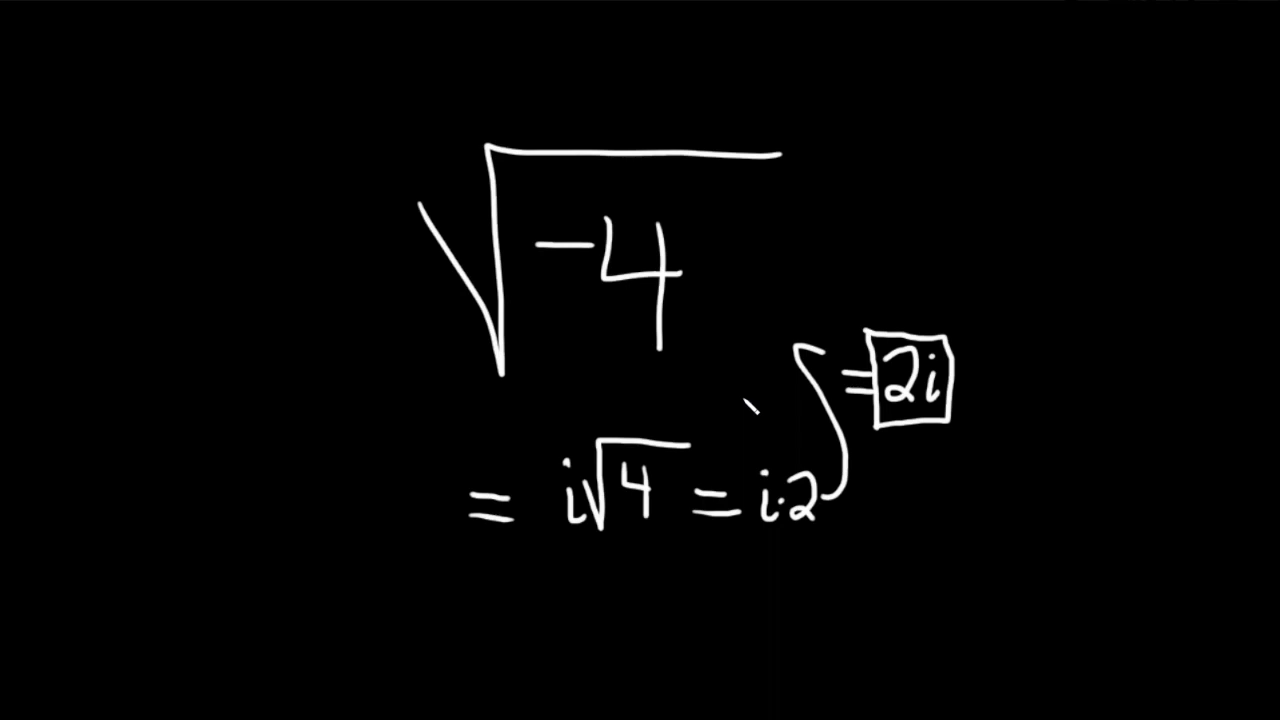 √-4
= i√4 = i·2
= 2i